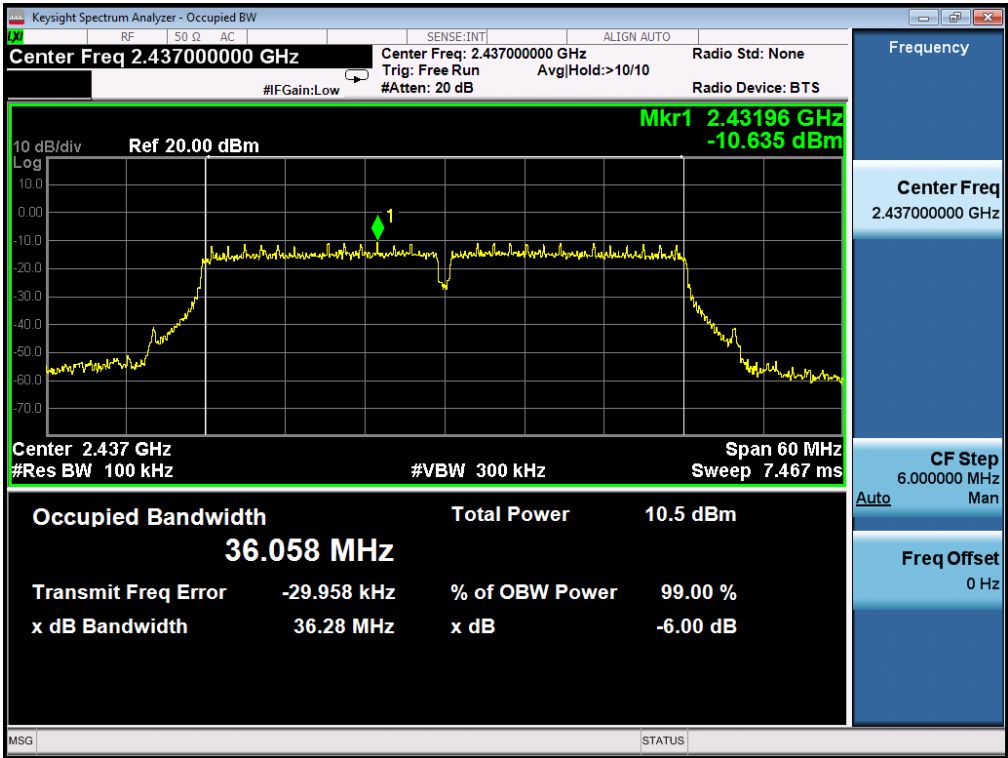 Keysight Spectrum Analyzer - Occupied BW
LXI RF 50 Ω AC SENSE:INT ALIGN AUTO
Center Freq 2.437000000 GHz
#IFGain:Low
Center Freq: 2.437000000 GHz Radio Std: None
Trig: Free Run Avg|Hold:>10/10
#Atten: 20 dB Radio Device: BTS
Mkr1 2.43196 GHz
-10.635 dBm
10 dB/div Ref 20.00 dBm
Log
10.0
0.00
1
-10.0
-20.0
-30.0
-40.0
-50.0
-60.0
-70.0
Center 2.437 GHz Span 60 MHz
#Res BW 100 kHz #VBW 300 kHz Sweep 7.467 ms
Occupied Bandwidth Total Power 10.5 dBm
36.058 MHz
Transmit Freq Error -29.958 kHz % of OBW Power 99.00 %
x dB Bandwidth 36.28 MHz x dB -6.00 dB
Frequency
Center Freq
2.437000000 GHz
CF Step
6.000000 MHz
Auto Man
Freq Offset
0 Hz
MSG STATUS